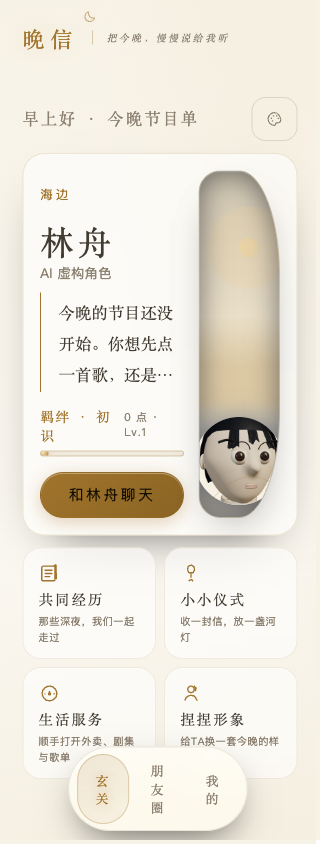 晚信
把今晚、慢慢说给我听
早上好 · 今晚节目单
海边
林舟
AI 虚构角色
今晚的节目还没
开始。你想先点
一首歌，还是…
羁绊 · 初
识
0 点 ·
Lv.1
和林舟聊天
共同经历
那些深夜，我们一起
走过
小小仪式
收一封信，放一盏河
灯
生活服务
顺手打开外卖、剧集
与歌单
捏捏形象
给TA换一套今晚的样
玄
关
朋
友
圈
我
的